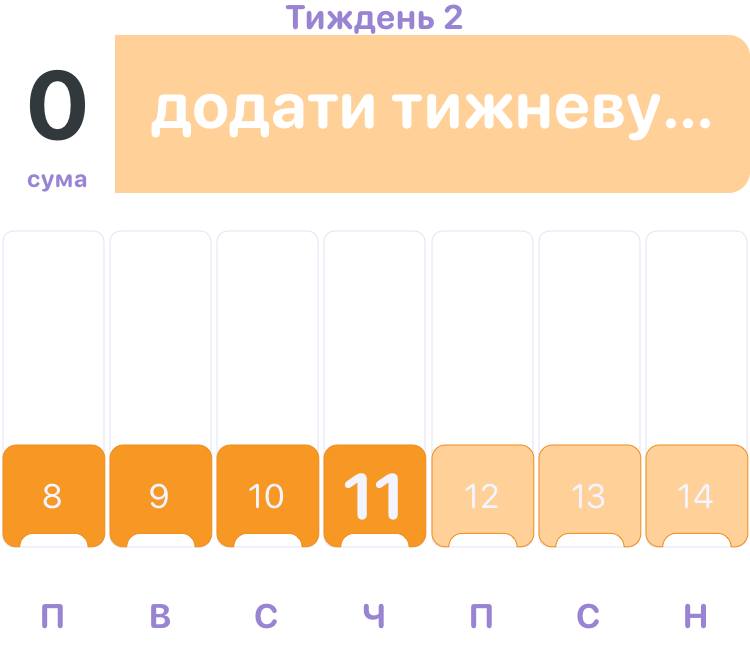 Тиждень 2
0
сума
додати тижневу...
8 9 10 11 12 13 14
П В С Ч П С Н